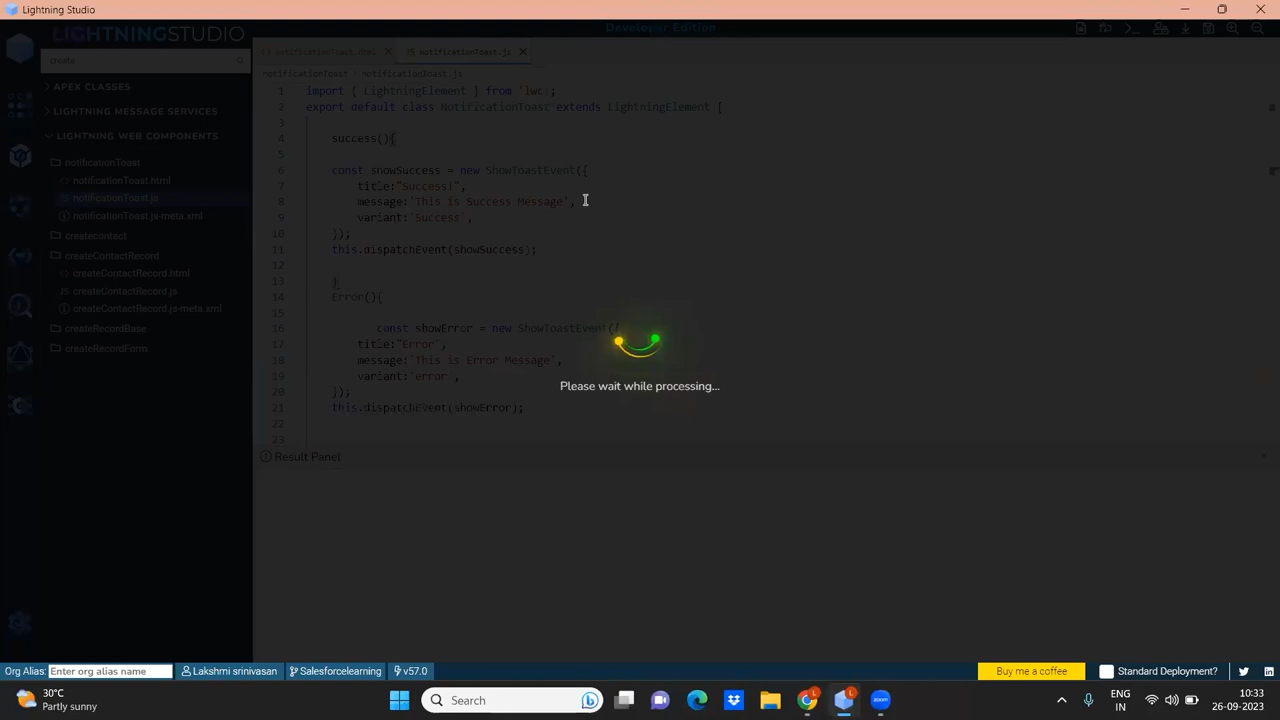 Lightning Studio
LIGHTNINGSTUDIO
Developer Edition
create
notificationToast.html
notificationToast.js
APEX CLASSES
LIGHTNING MESSAGE SERVICES
LIGHTNING WEB COMPONENTS
notificationToast
notificationToast.html
notificationToast.js
notificationToast.js-meta.xml
createcontact
createContactRecord
createContactRecord.html
createContactRecord.js
createContactRecord.js-meta.xml
createRecordBase
createRecordForm
notificationToast notificationToast.js
1 import { LightningElement } from 'lwc';
2 export default class NotificationToast extends LightningElement {
3
4 success(){
5
6 const showSuccess = new ShowToastEvent({
7 title:"Success!",
8 message:'This is Success Message',
9 variant:'Success',
10 });
11 this.dispatchEvent(showSuccess);
12
13 }
14 Error(){
15
16 const showError = new ShowToastEvent({
17 title:"Error",
18 message:'This is Error Message',
19 variant:'error',
20 });
21 this.dispatchEvent(showError);
22
23
Please wait while processing...
Result Panel
Org Alias: Enter org alias name Lakshmi srinivasan Salesforcelearning v57.0 Buy me a coffee Standard Deployment?
30°C
Partly sunny
Search
ENG
IN
10:33
26-09-2023